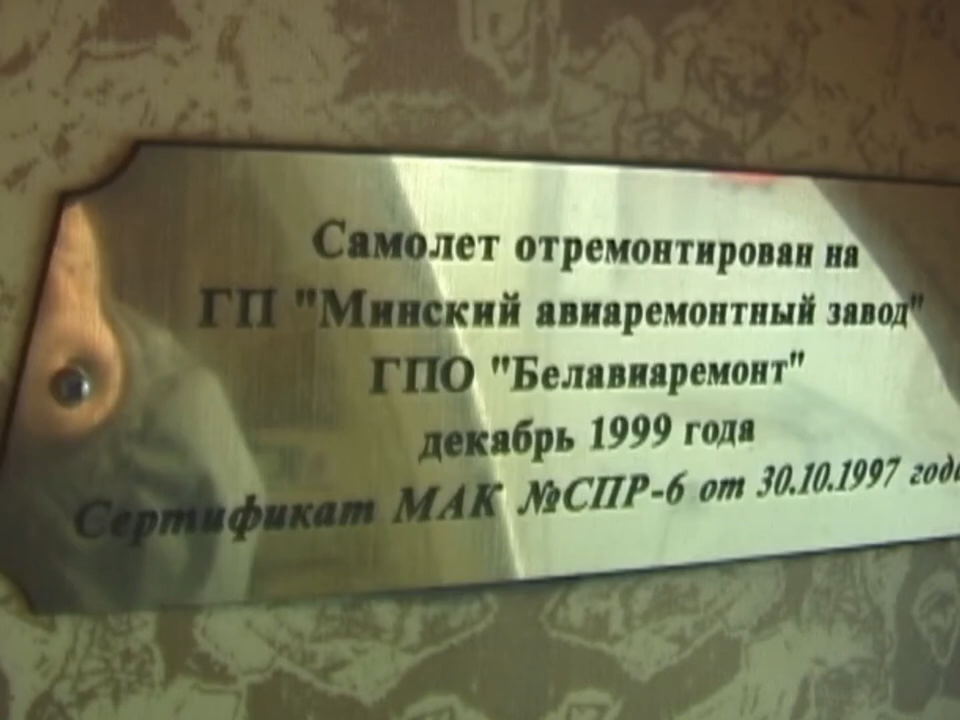 Самолет отремонтирован на
ГП "Минский авиаремонтный завод"
ГПО "Белавиаремонт"
декабрь 1999 года
Сертификат МАК №СПР-6 от 30.10.1997 года